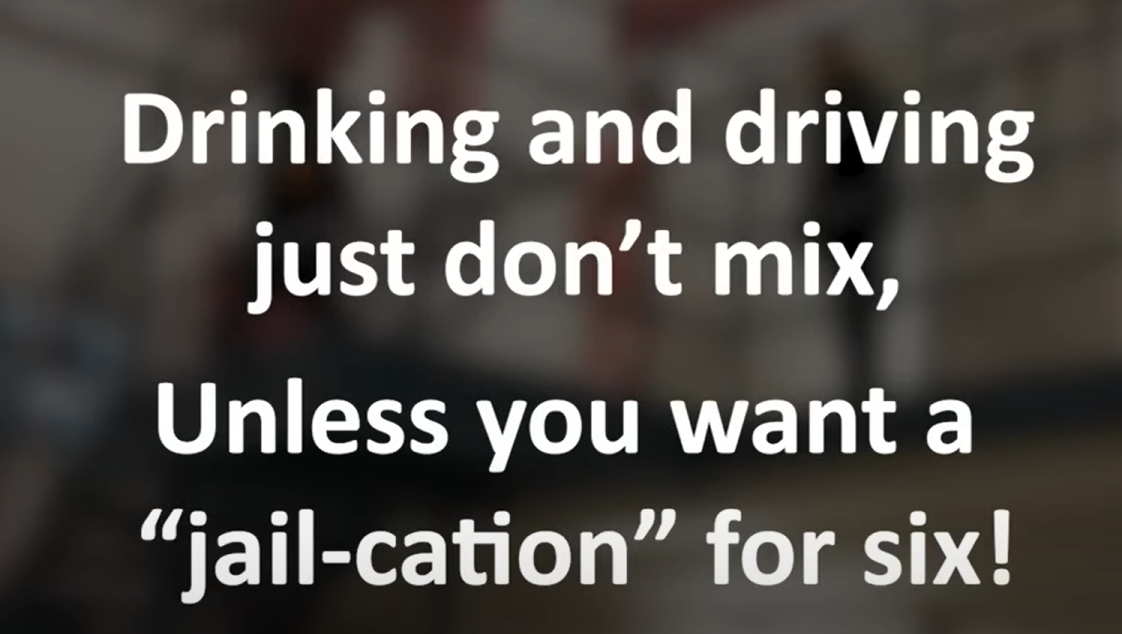 Drinking and driving
just don’t mix,
Unless you want a
“jail-cation” for six!